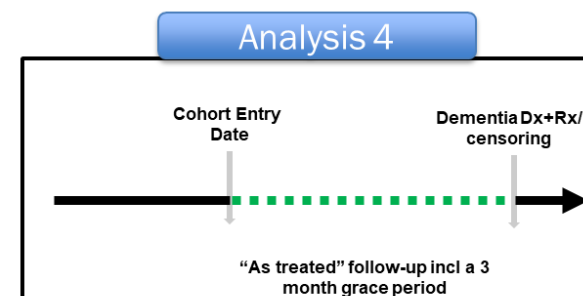 Analysis 4
Cohort Entry
Date
Dementia Dx+Rx/
censoring
“As treated” follow-up incl a 3
month grace period